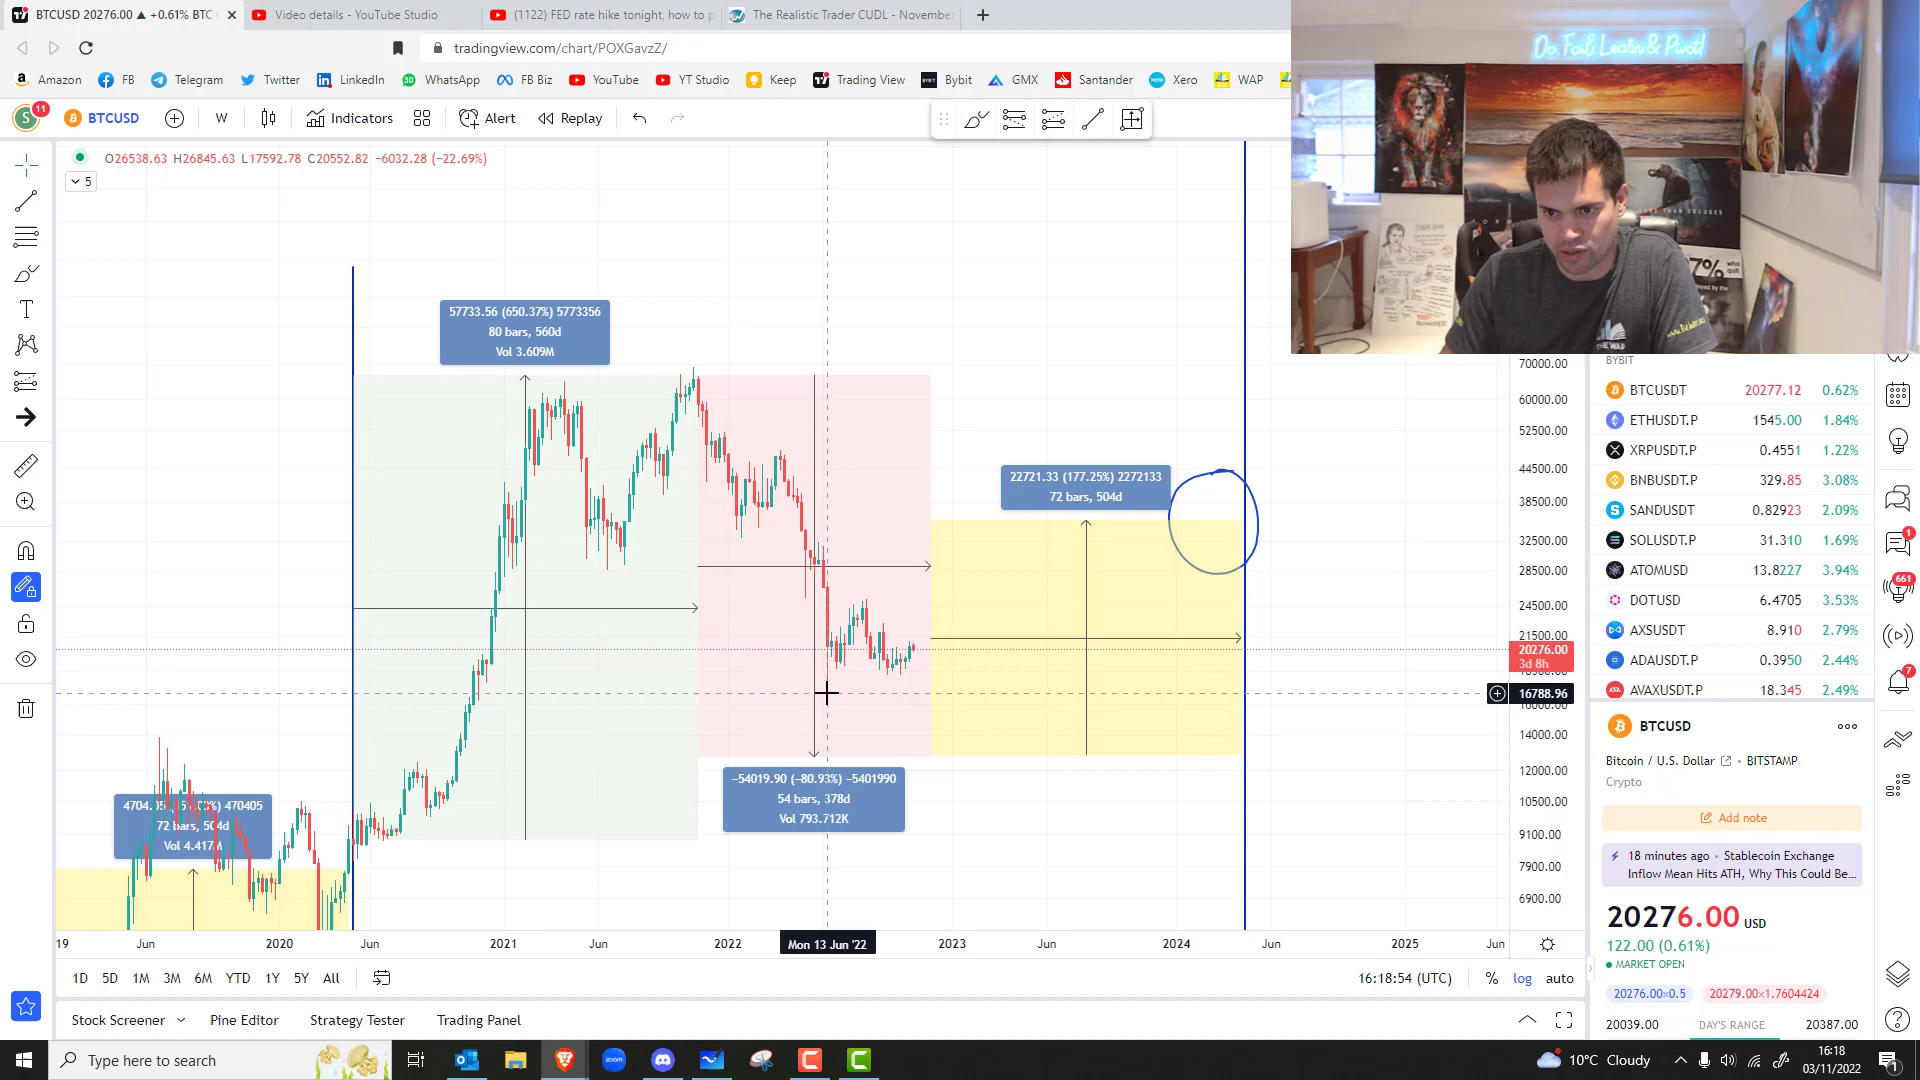 BTCUSD 20276.00 ▲ +0.61% BTC
Video details - YouTube Studio
(1122) FED rate hike tonight, how to p
The Realistic Trader CUDL - November
tradingview.com/chart/POXGavzZ/
Amazon
FB
Telegram
Twitter
LinkedIn
30
WhatsApp
FB Biz
YouTube
YT Studio
Keep
Trading View
Bybit
GMX
Santander
Xero
WAP
Do, Fail, Learn & Pivot!
S
11
BTCUSD
W
Indicators
Alert
Replay
O26538.63 H26845.63 L17592.78 C20552.82 −6032.28 (−22.69%)
5
57733.56 (650.37%) 5773356
80 bars, 560d
Vol 3.609M
22721.33 (177.25%) 2272133
72 bars, 504d
−54019.90 (−80.93%) −5401990
54 bars, 378d
Vol 793.712K
72 bars, 504d
Vol 4.417M
70000.00
60000.00
52500.00
44500.00
38500.00
32500.00
28500.00
24500.00
21500.00
20276.00
3d 8h
16788.96
16000.00
14000.00
12000.00
10500.00
9100.00
7900.00
6900.00
19
Jun
2020
Jun
2021
Jun
2022
Mon 13 Jun '22
2023
Jun
2024
Jun
2025
Jun
1D
5D
1M
3M
6M
YTD
1Y
5Y
All
16:18:54 (UTC)
%
log
auto
Stock Screener
Pine Editor
Strategy Tester
Trading Panel
BYBIT
BTCUSDT 20277.12 0.62%
ETHUSDT.P 1545.00 1.84%
XRPUSDT.P 0.4551 1.22%
BNBUSDT.P 329.85 3.08%
SANDUSDT 0.82923 2.09%
SOLUSDT.P 31.310 1.69%
ATOMUSD 13.8227 3.94%
DOTUSD 6.4705 3.53%
AXSUSDT 8.910 2.79%
ADAUSDT.P 0.3950 2.44%
AVAXUSDT.P 18.345 2.49%
BTCUSD
Bitcoin / U.S. Dollar • BITSTAMP
Crypto
Add note
18 minutes ago • Stablecoin Exchange
Inflow Mean Hits ATH, Why This Could Be...
20276.00 USD
122.00 (0.61%)
MARKET OPEN
20276.00×0.5
20279.00×1.7604424
20039.00
DAY'S RANGE
20387.00
1
661
7
Type here to search
zoom
10°C Cloudy
16:18
03/11/2022
1